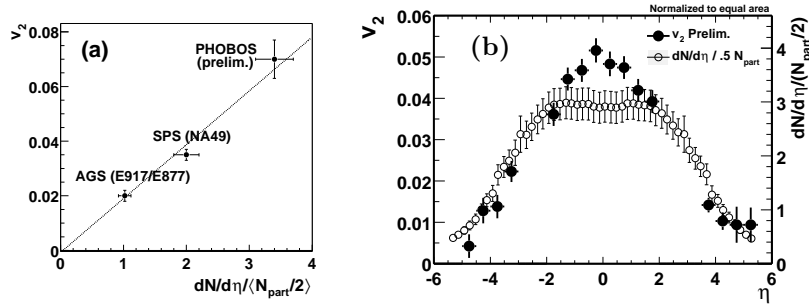 Normalized to equal area
(a)
PHOBOS
(prelim.)
SPS (NA49)
AGS (E917/E877)
v2
0.08
0.06
0.04
0.02
0.00
0 1 2 3 4
dN/dη/⟨Npart/2⟩
(b)
v2 Prelim.
dN/dη / .5 Npart
v2
0.06
0.05
0.04
0.03
0.02
0.01
0.00
-6 -4 -2 0 2 4 6
η
4
3
2
1
0
dN/dη/(Npart/2)